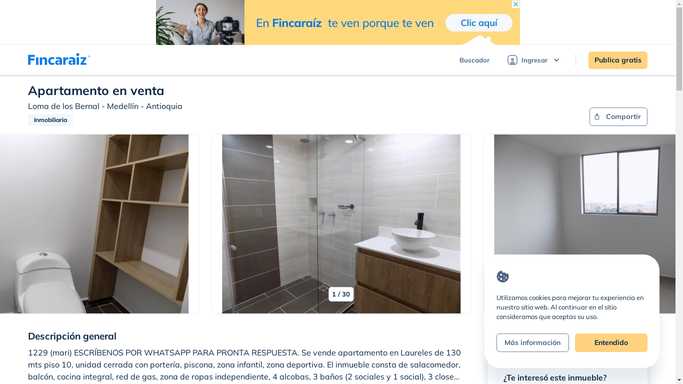 En Fincaraíz te ven porque te ven
Clic aquí
Fincaraiz
Buscador
Ingresar
Publica gratis
Apartamento en venta
Loma de los Bernal - Medellín - Antioquia
Inmobiliaria
Compartir
1 / 30
Utilizamos cookies para mejorar tu experiencia en
nuestro sitio web. Al continuar en el sitio
consideramos que aceptas su uso.
Más información
Entendido
Descripción general
1229 (mari) ESCRÍBENOS POR WHATSAPP PARA PRONTA RESPUESTA. Se vende apartamento en Laureles de 130
mts piso 10, unidad cerrada con portería, piscona, zona infantil, zona deportiva. El inmueble consta de salacomedor,
balcón, cocina integral, red de gas, zona de ropas independiente, 4 alcobas, 3 baños (2 sociales y 1 social), 3 close...
¿Te interesó este inmueble?